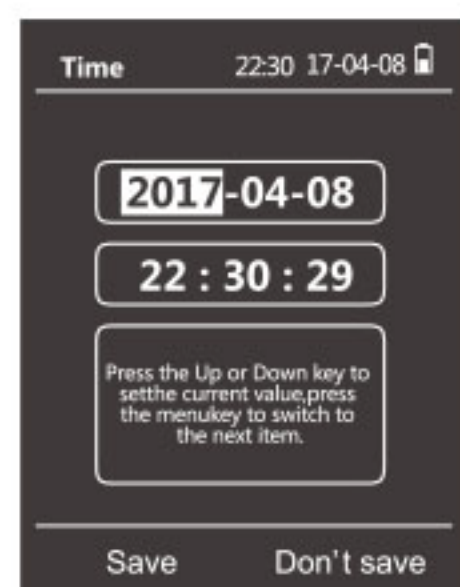 Time 22:30 17-04-08
2017-04-08
22 : 30 : 29
Press the Up or Down key to
setthe current value,press
the menukey to switch to
the next item.
Save Don't save